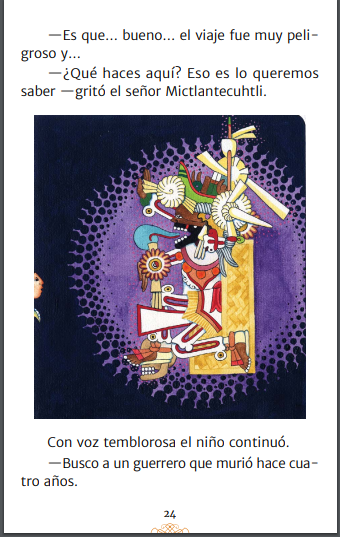 —Es que... bueno... el viaje fue muy peli-
groso y...
—¿Qué haces aquí? Eso es lo queremos
saber —gritó el señor Mictlantecuhtli.
Con voz temblorosa el niño continuó.
—Busco a un guerrero que murió hace cua-
tro años.
24